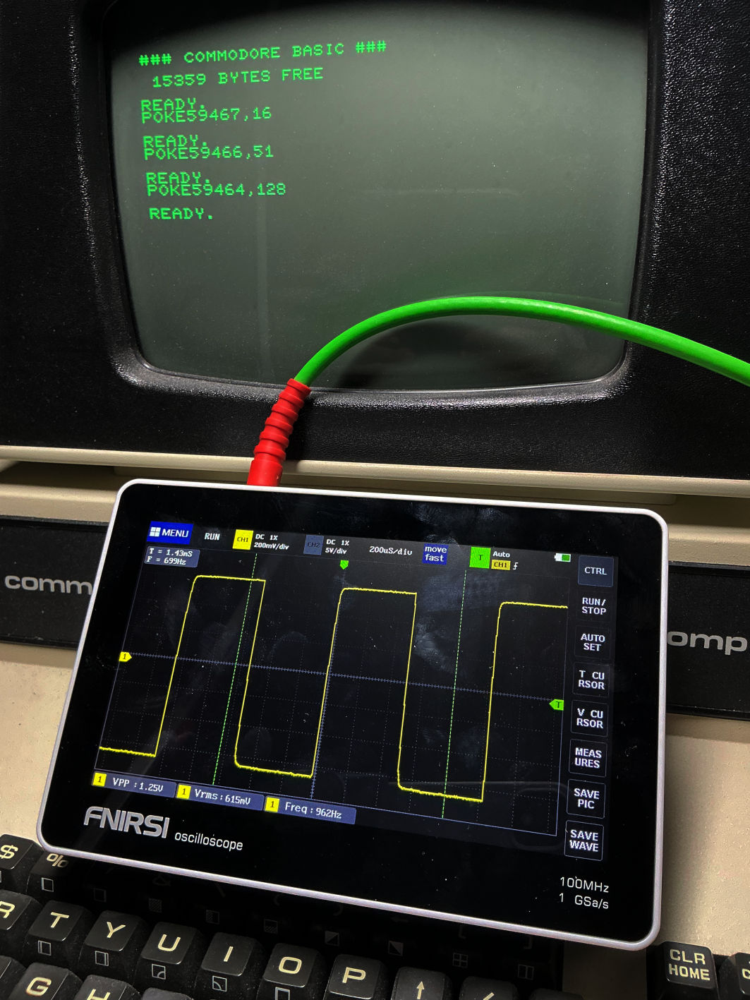 ### COMMODORE BASIC ###
15359 BYTES FREE
READY.
POKE59467,16
READY.
POKE59466,51
READY.
POKE59464,128
READY.
MENU
RUN
CH1
DC 1X
200mV/div
CH2
DC 1X
5V/div
200uS/div
move
fast
T
Auto
CH1
CTRL
T = 1.43mS
F = 699Hz
comm
omp
RUN/
STOP
AUTO
SET
T CU
RSOR
V CU
RSOR
MEAS
URES
SAVE
PIC
SAVE
WAVE
1
T
1 VPP :1.25V
1 Vrms:615mV
1 Freq:962Hz
FNIRSI oscilloscope
100MHz
1 GSa/s
$ %
R T Y U I O P ↑
G H
CLR
HOME